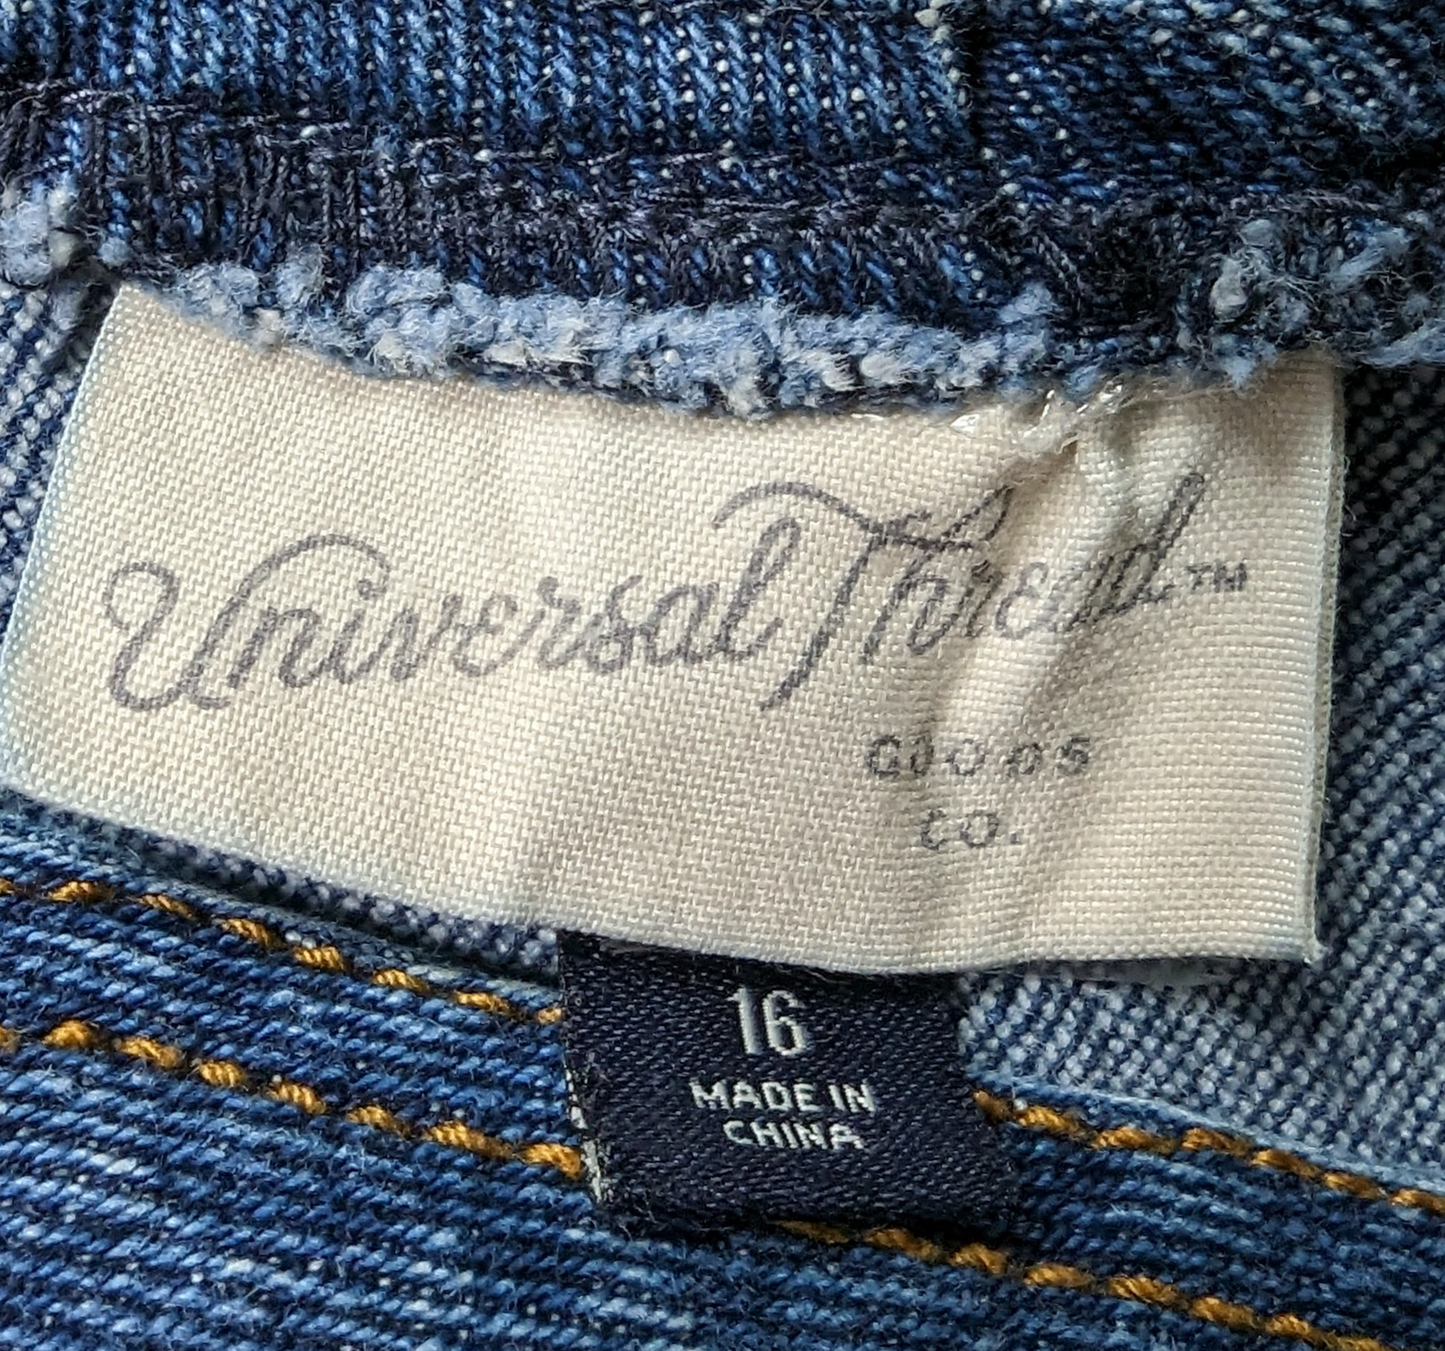 Universal Thread™
GOODS
CO.
16
MADE IN
CHINA